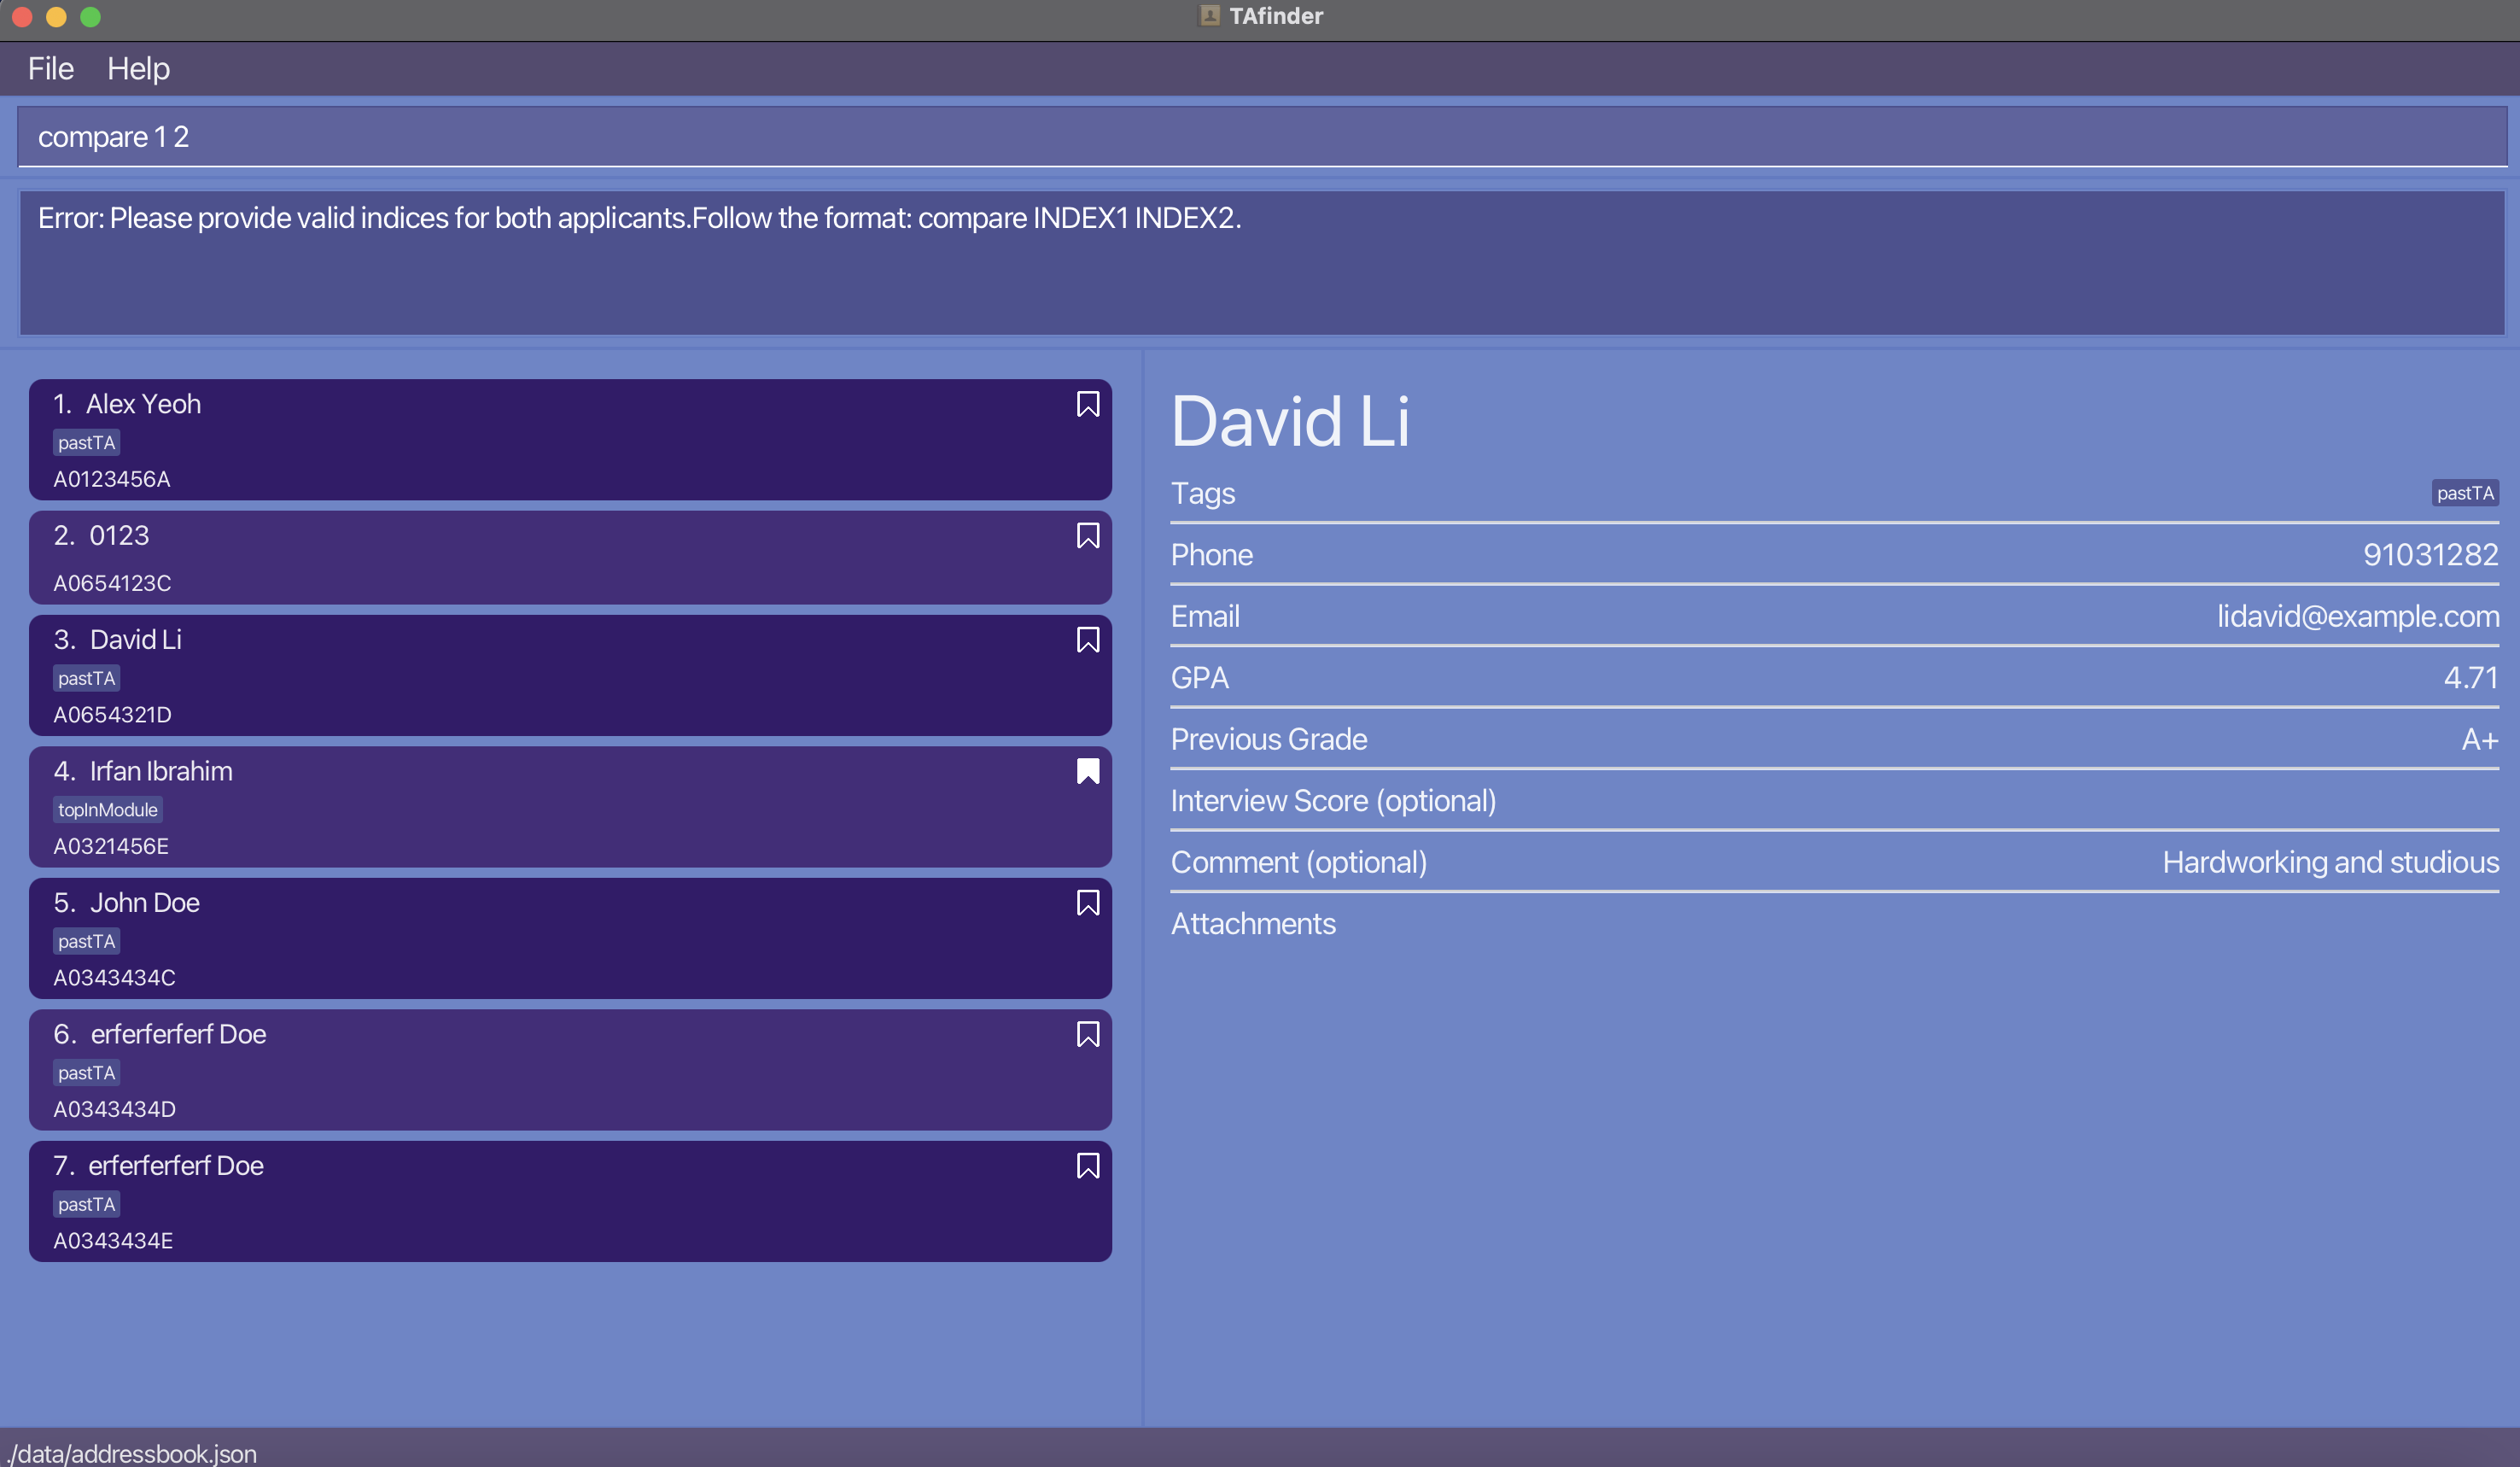 TAfinder
File Help
compare 1 2
Error: Please provide valid indices for both applicants.Follow the format: compare INDEX1 INDEX2.
1. Alex Yeoh
pastTA
A0123456A
2. 0123
A0654123C
3. David Li
pastTA
A0654321D
4. Irfan Ibrahim
topInModule
A0321456E
5. John Doe
pastTA
A0343434C
6. erferferferf Doe
pastTA
A0343434D
7. erferferferf Doe
pastTA
A0343434E
David Li
Tags pastTA
Phone 91031282
Email lidavid@example.com
GPA 4.71
Previous Grade A+
Interview Score (optional)
Comment (optional) Hardworking and studious
Attachments
./data/addressbook.json